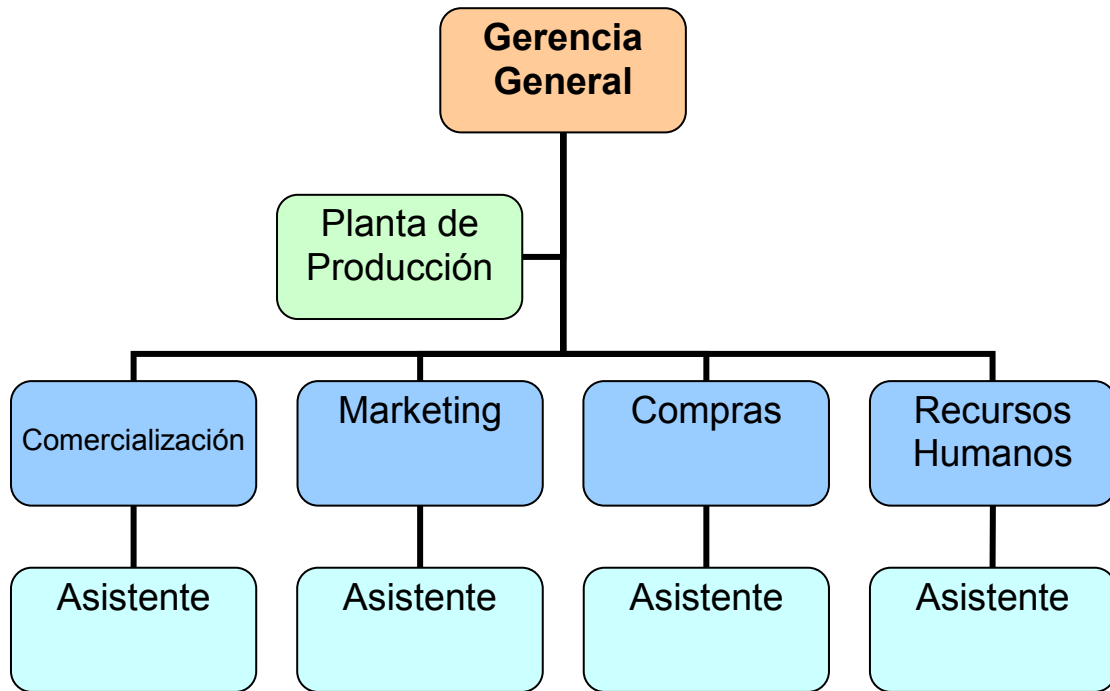 Gerencia
General
Planta de
Producción
Comercialización
Marketing
Compras
Recursos
Humanos
Asistente
Asistente
Asistente
Asistente